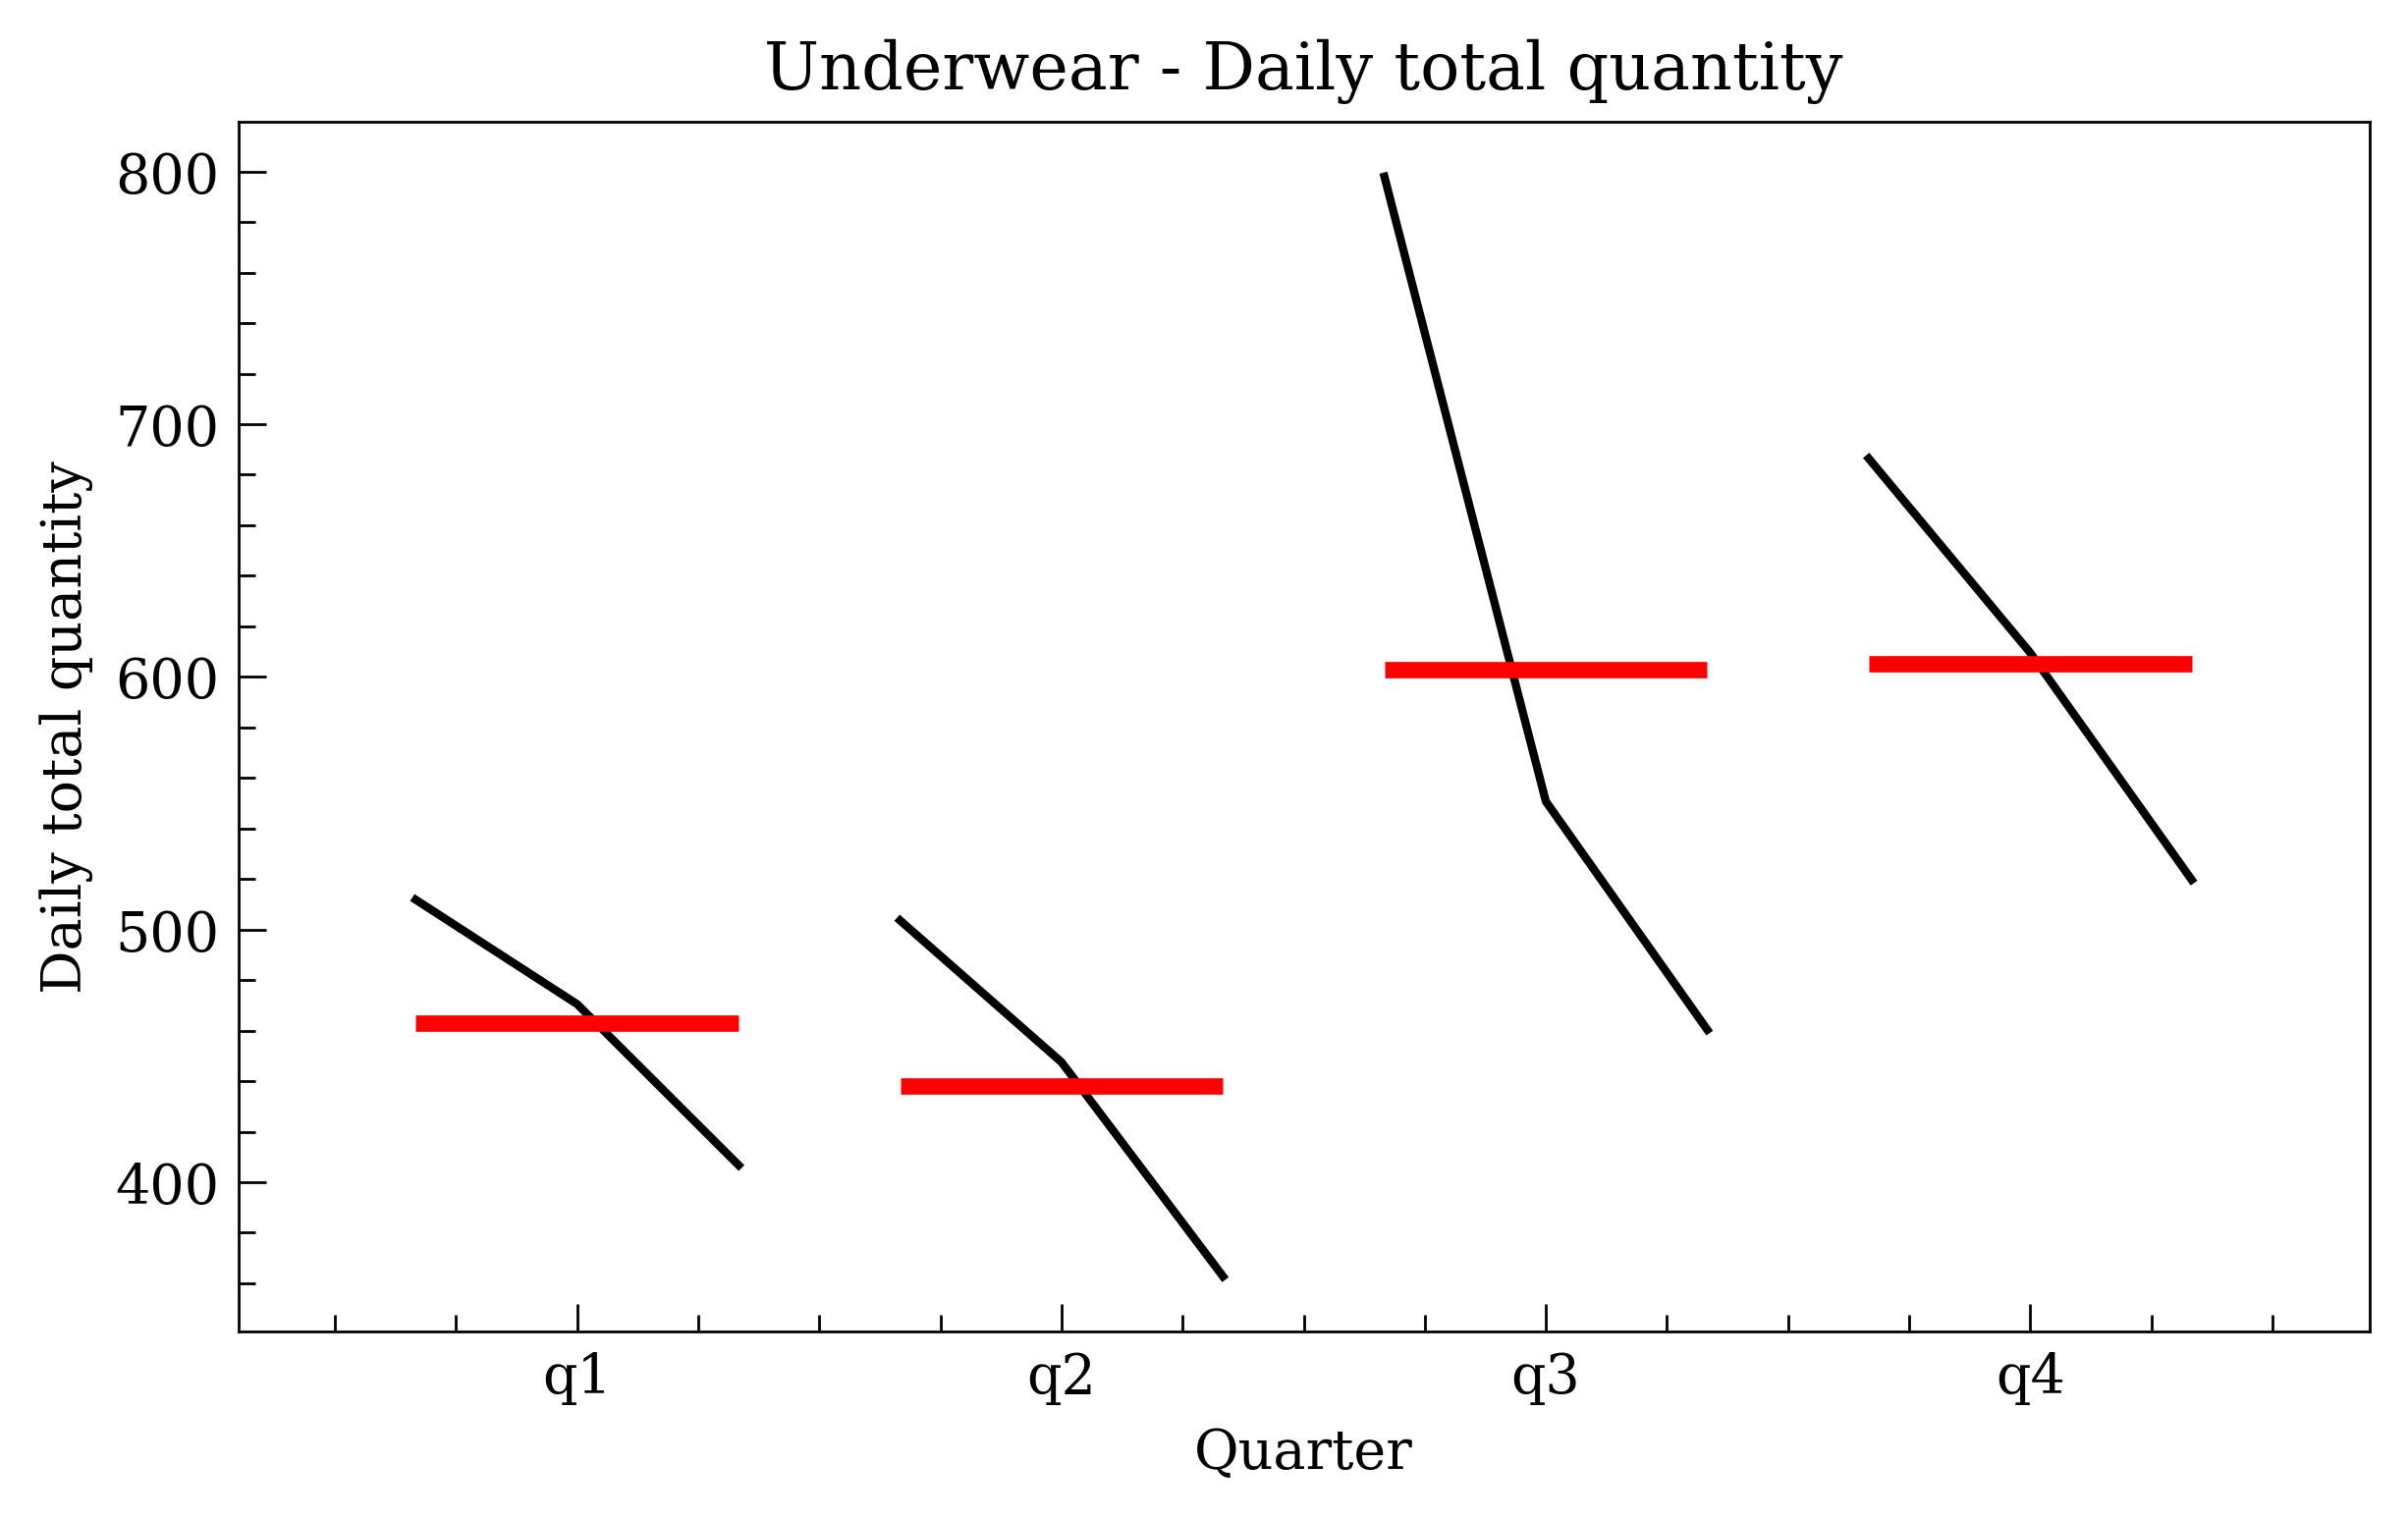 Underwear - Daily total quantity
Daily total quantity
800
700
600
500
400
q1 q2 q3 q4
Quarter